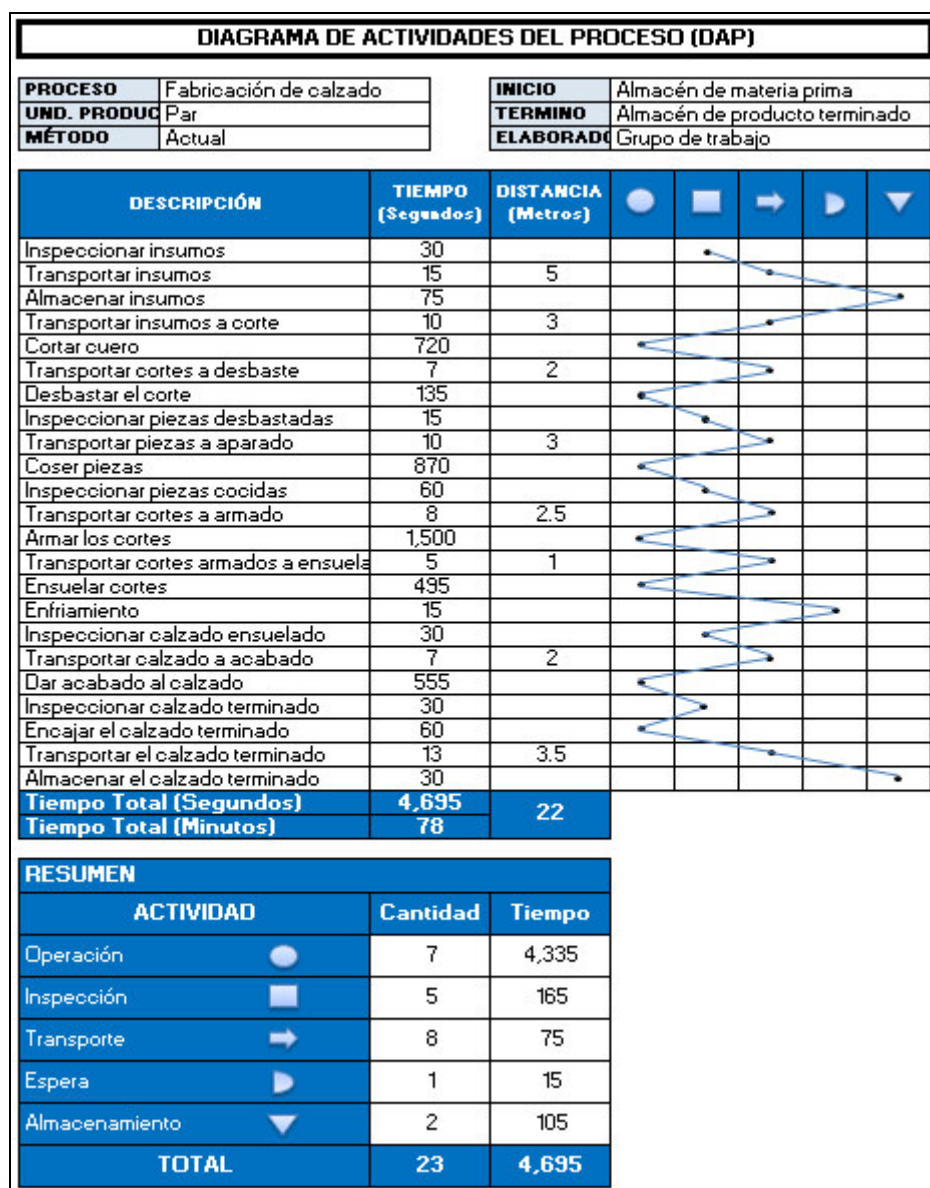 DIAGRAMA DE ACTIVIDADES DEL PROCESO (DAP)
PROCESO Fabricación de calzado INICIO Almacén de materia prima
UND. PRODUC Par TERMINO Almacén de producto terminado
MÉTODO Actual ELABORADO Grupo de trabajo
DESCRIPCIÓN TIEMPO (Segundos) DISTANCIA (Metros)
Inspeccionar insumos 30
Transportar insumos 15 5
Almacenar insumos 75
Transportar insumos a corte 10 3
Cortar cuero 720
Transportar cortes a desbaste 7 2
Desbastar el corte 135
Inspeccionar piezas desbastadas 15
Transportar piezas a aparado 10 3
Coser piezas 870
Inspeccionar piezas cocidas 60
Transportar cortes a armado 8 2.5
Armar los cortes 1,500
Transportar cortes armados a ensuela 5 1
Ensuelar cortes 495
Enfriamiento 15
Inspeccionar calzado ensuelado 30
Transportar calzado a acabado 7 2
Dar acabado al calzado 555
Inspeccionar calzado terminado 30
Encajar el calzado terminado 60
Transportar el calzado terminado 13 3.5
Almacenar el calzado terminado 30
Tiempo Total (Segundos) 4,695 22
Tiempo Total (Minutos) 78
RESUMEN
ACTIVIDAD Cantidad Tiempo
Operación 7 4,335
Inspección 5 165
Transporte 8 75
Espera 1 15
Almacenamiento 2 105
TOTAL 23 4,695